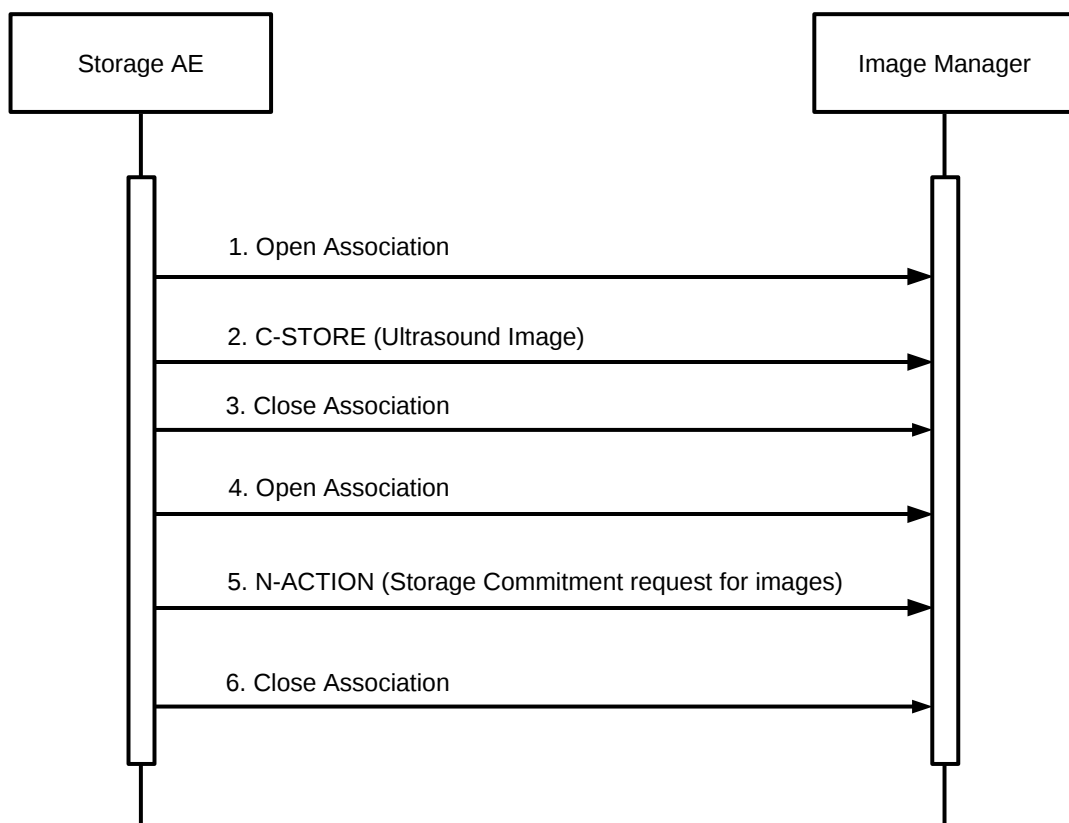 Storage AE
Image Manager
1. Open Association
2. C-STORE (Ultrasound Image)
3. Close Association
4. Open Association
5. N-ACTION (Storage Commitment request for images)
6. Close Association